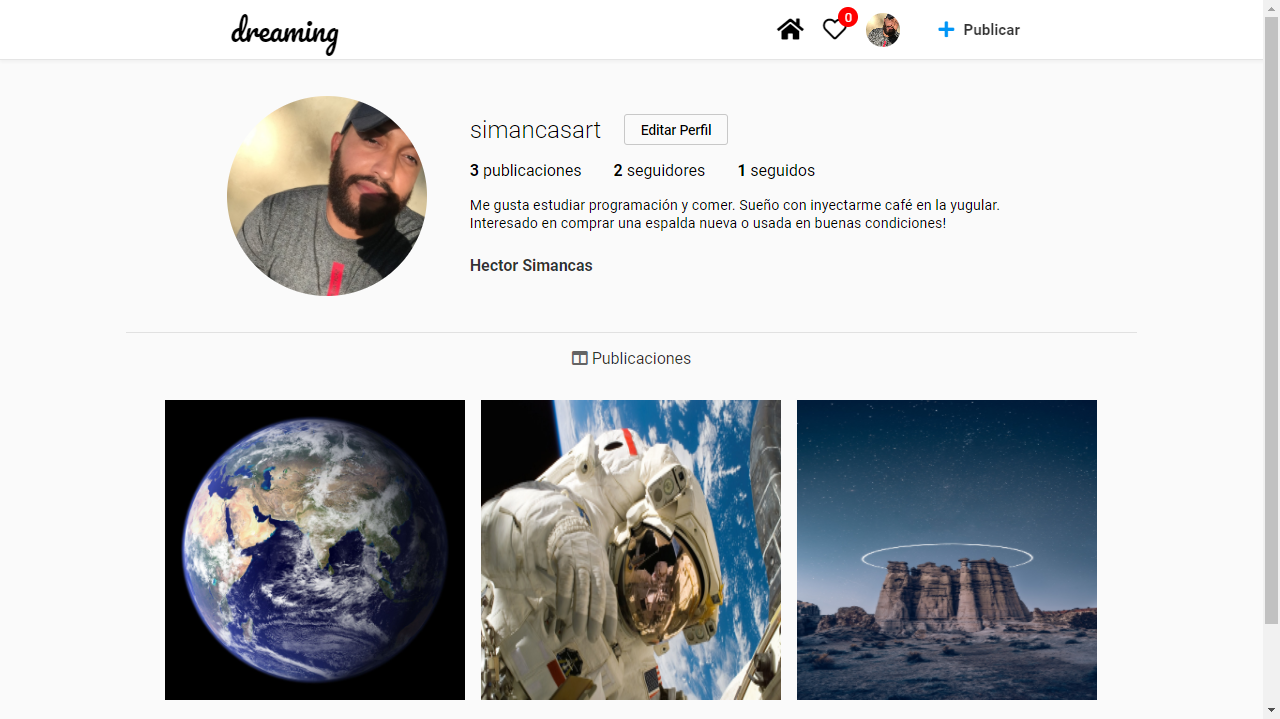 dreaming
0
Publicar
simancasart
Editar Perfil
3 publicaciones 2 seguidores 1 seguidos
Me gusta estudiar programación y comer. Sueño con inyectarme café en la yugular.
Interesado en comprar una espalda nueva o usada en buenas condiciones!
Hector Simancas
Publicaciones